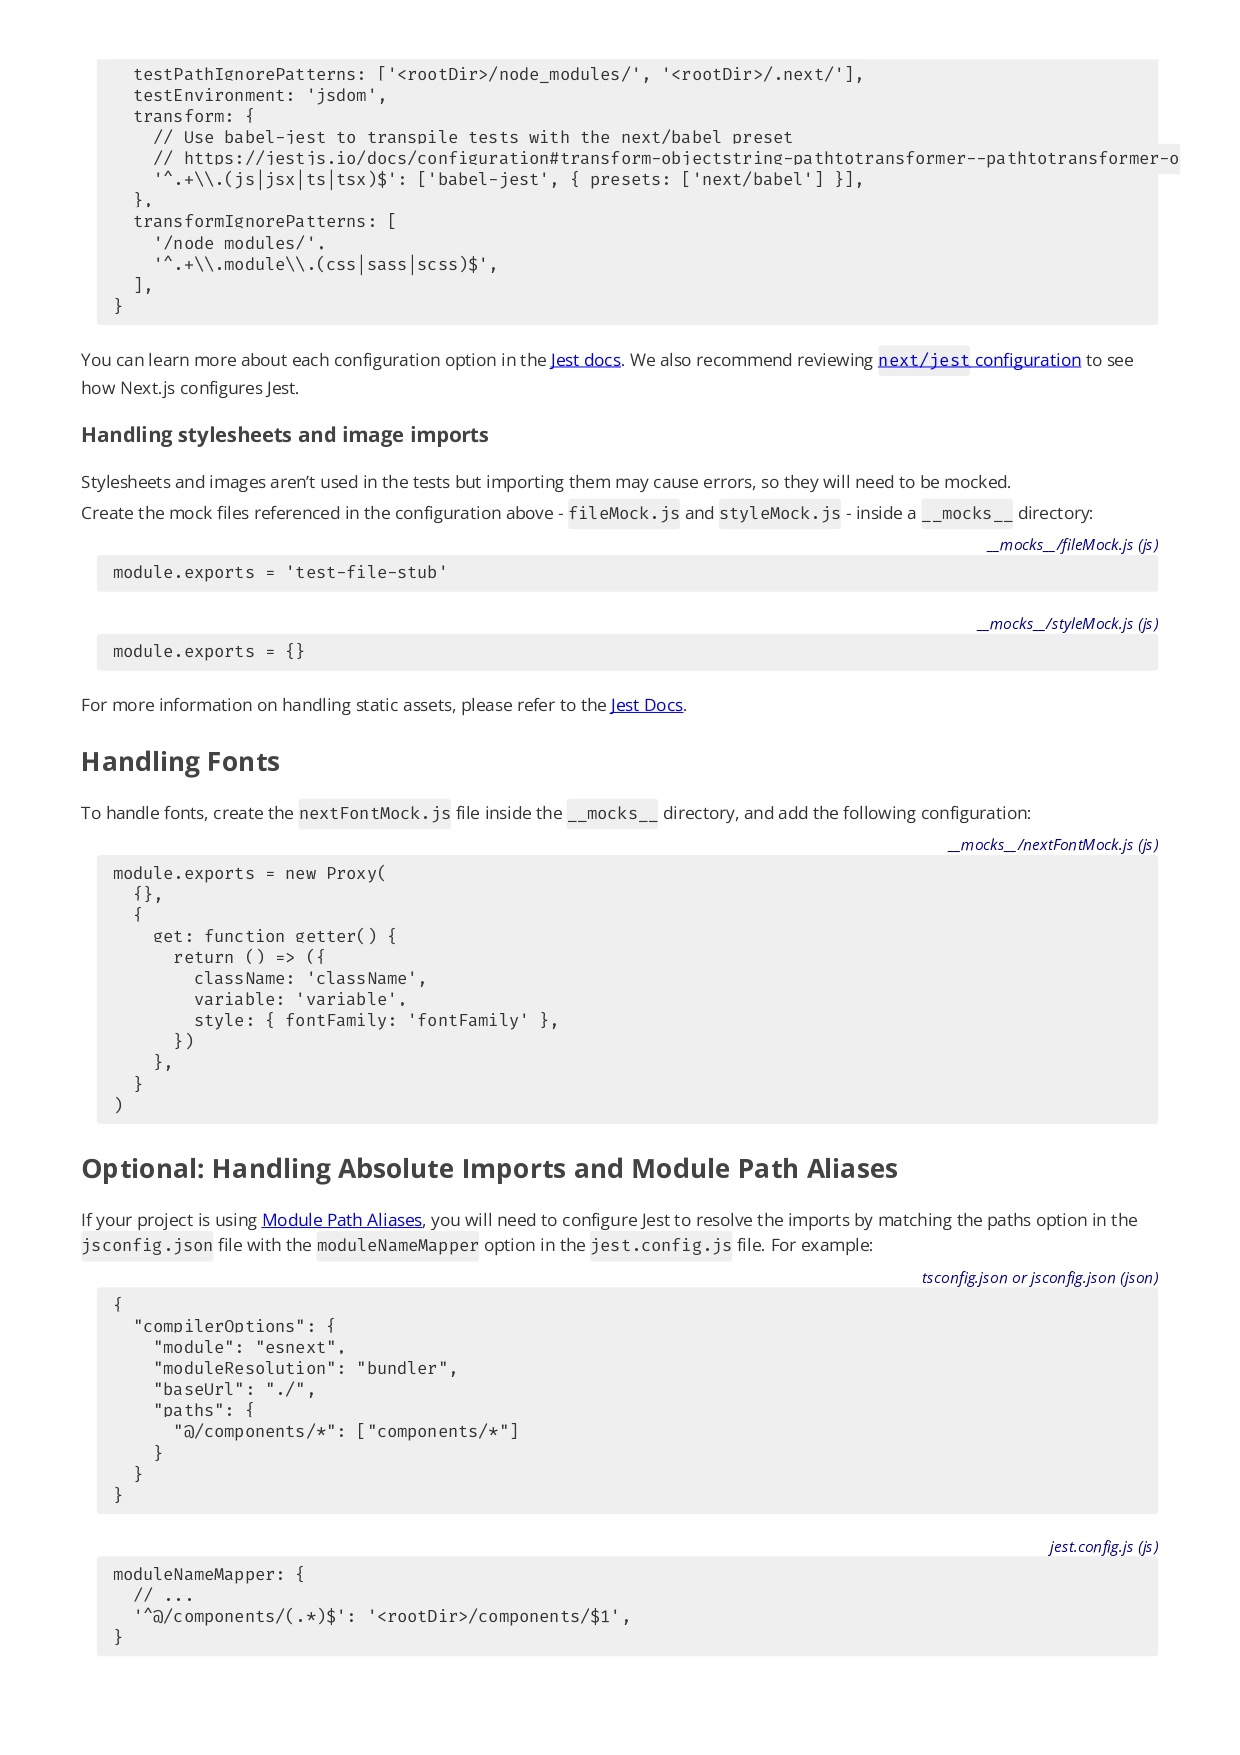 testPathIgnorePatterns: ['<rootDir>/node_modules/', '<rootDir>/.next/'],
  testEnvironment: 'jsdom',
  transform: {
    // Use babel-jest to transpile tests with the next/babel preset
    // https://jestjs.io/docs/configuration#transform-objectstring-pathtotransformer--pathtotransformer-o
    '^.+\\.(js|jsx|ts|tsx)$': ['babel-jest', { presets: ['next/babel'] }],
  },
  transformIgnorePatterns: [
    '/node_modules/',
    '^.+\\.module\\.(css|sass|scss)$',
  ],
}
You can learn more about each configuration option in the Jest docs. We also recommend reviewing next/jest configuration to see
how Next.js configures Jest.
Handling stylesheets and image imports
Stylesheets and images aren’t used in the tests but importing them may cause errors, so they will need to be mocked.
Create the mock files referenced in the configuration above - fileMock.js and styleMock.js - inside a __mocks__ directory:
__mocks__/fileMock.js (js)
module.exports = 'test-file-stub'
__mocks__/styleMock.js (js)
module.exports = {}
For more information on handling static assets, please refer to the Jest Docs.
Handling Fonts
To handle fonts, create the nextFontMock.js file inside the __mocks__ directory, and add the following configuration:
__mocks__/nextFontMock.js (js)
module.exports = new Proxy(
  {},
  {
    get: function getter() {
      return () => ({
        className: 'className',
        variable: 'variable',
        style: { fontFamily: 'fontFamily' },
      })
    },
  }
)
Optional: Handling Absolute Imports and Module Path Aliases
If your project is using Module Path Aliases, you will need to configure Jest to resolve the imports by matching the paths option in the
jsconfig.json file with the moduleNameMapper option in the jest.config.js file. For example:
tsconfig.json or jsconfig.json (json)
{
  "compilerOptions": {
    "module": "esnext",
    "moduleResolution": "bundler",
    "baseUrl": "./",
    "paths": {
      "@/components/*": ["components/*"]
    }
  }
}
jest.config.js (js)
moduleNameMapper: {
  // ...
  '^@/components/(.*)$': '<rootDir>/components/$1',
}